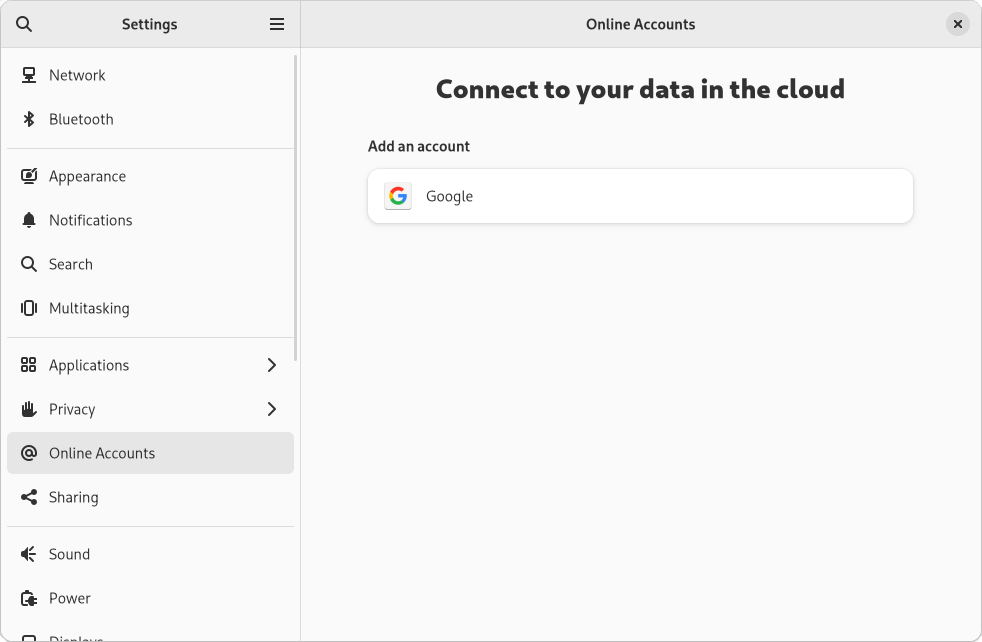 Settings
Online Accounts
Network
Bluetooth
Appearance
Notifications
Search
Multitasking
Applications
Privacy
Online Accounts
Sharing
Sound
Power
Displays
Connect to your data in the cloud
Add an account
Google